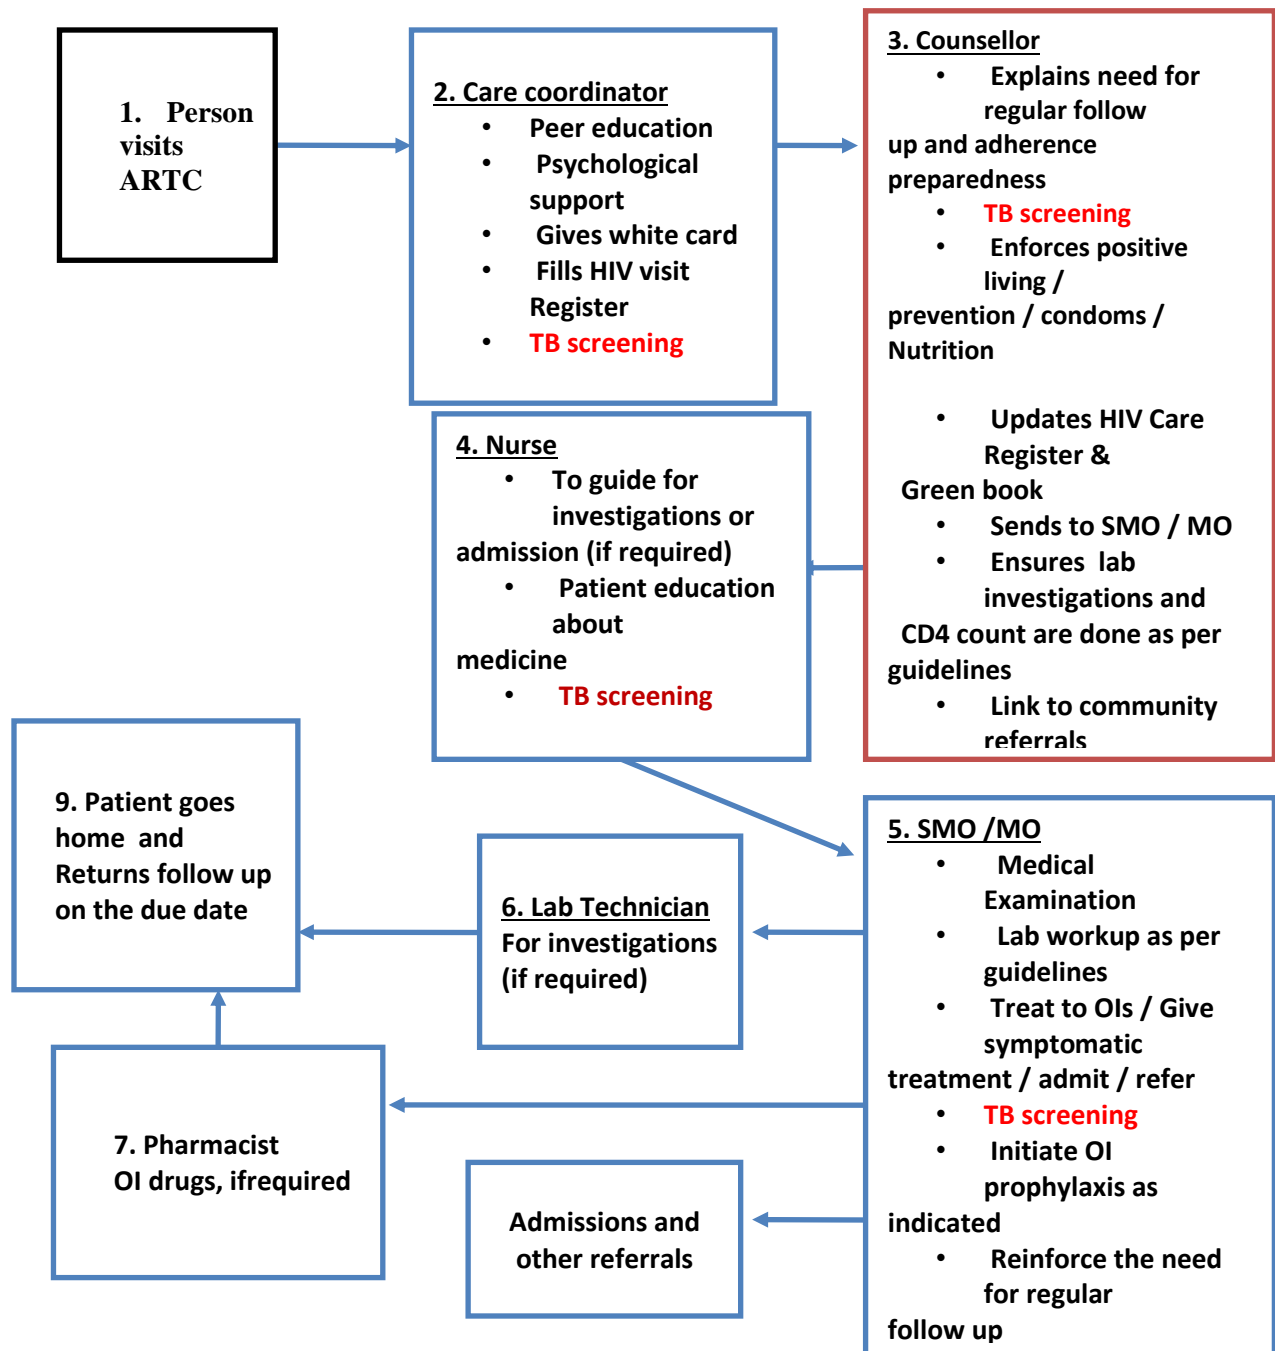 1. Person
visits
ARTC
2. Care coordinator
• Peer education
• Psychological
support
• Gives white card
• Fills HIV visit
Register
• TB screening
3. Counsellor
• Explains need for
regular follow
up and adherence
preparedness
• TB screening
• Enforces positive
living /
prevention / condoms /
Nutrition
• Updates HIV Care
Register &
Green book
• Sends to SMO / MO
• Ensures lab
investigations and
CD4 count are done as per
guidelines
• Link to community
referrals
4. Nurse
• To guide for
investigations or
admission (if required)
• Patient education
about
medicine
• TB screening
5. SMO /MO
• Medical
Examination
• Lab workup as per
guidelines
• Treat to OIs / Give
symptomatic
treatment / admit / refer
• TB screening
• Initiate OI
prophylaxis as
indicated
• Reinforce the need
for regular
follow up
6. Lab Technician
For investigations
(if required)
7. Pharmacist
OI drugs, ifrequired
Admissions and
other referrals
9. Patient goes
home and
Returns follow up
on the due date